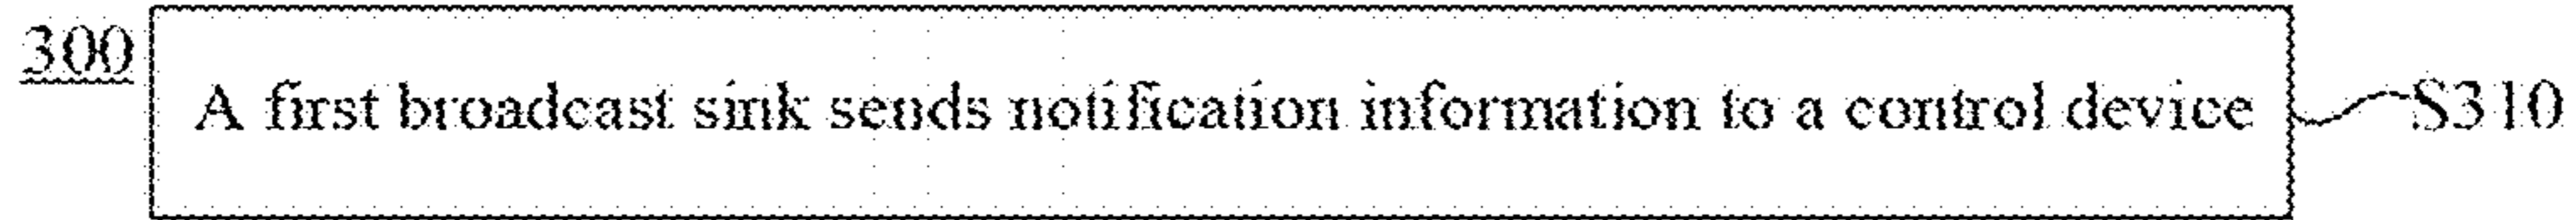 300
A first broadcast sink sends notification information to a control device
S310